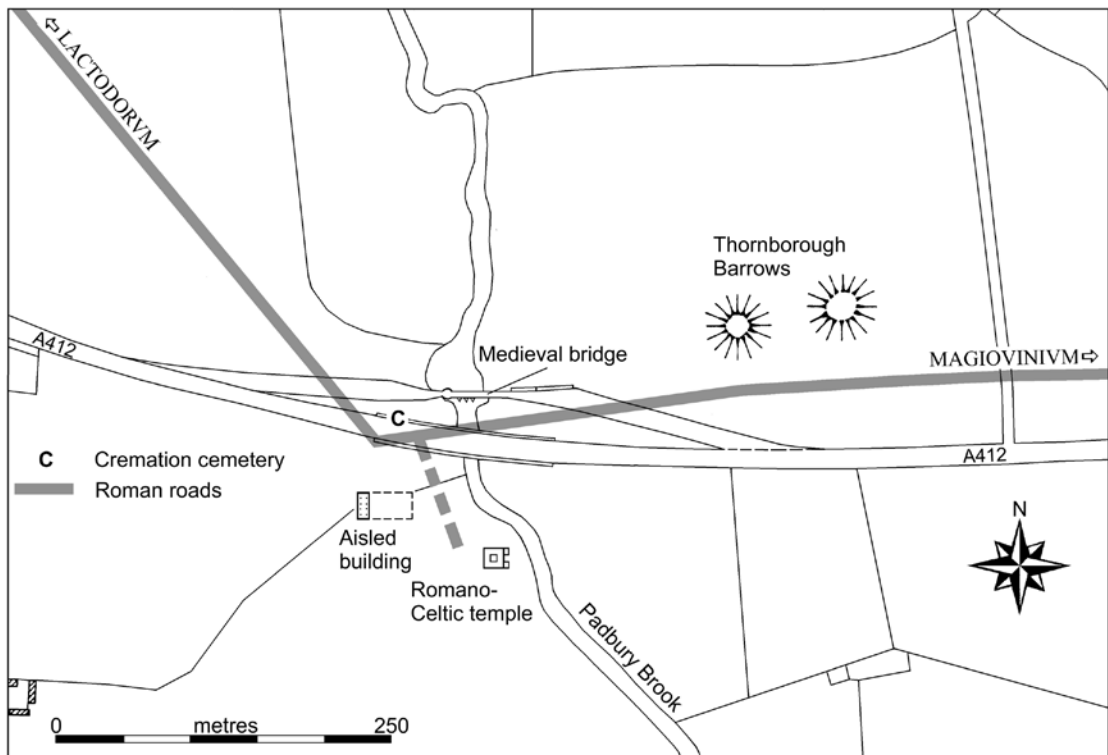 LACTODORVM
Thornborough
Barrows
A412
Medieval bridge
MAGIOVINIVM
C
A412
C Cremation cemetery
Roman roads
N
Aisled
building
Romano-
Celtic temple
Padbury Brook
0 metres 250